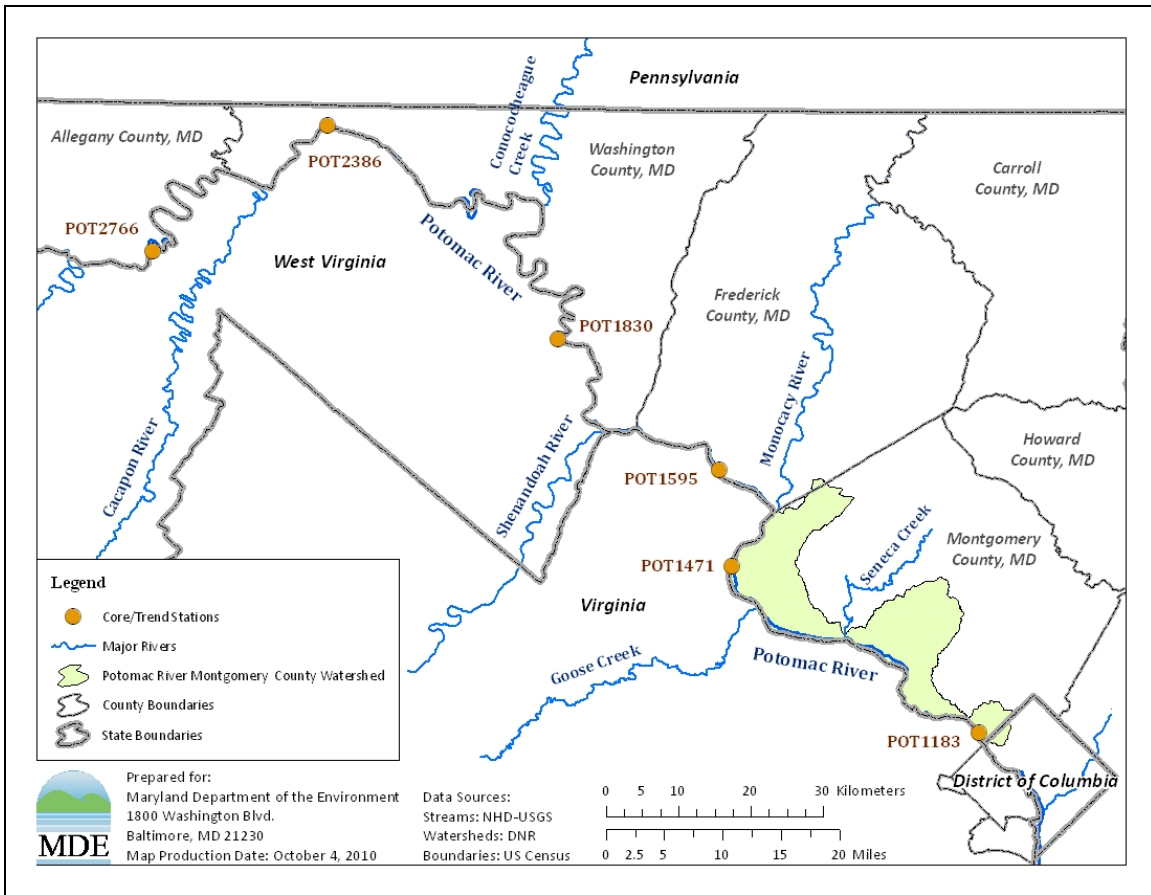 Pennsylvania
Conococheague
Creek
Allegany County, MD
POT2386
Washington
County, MD
Carroll
County, MD
POT2766
Potomac River
West Virginia
Frederick
County, MD
POT1830
Monocacy River
Cacapon River
Shenandoah River
Howard
County, MD
POT1595
Seneca Creek
Montgomery
County, MD
POT1471
Virginia
Goose Creek
Potomac River
POT1183
District of Columbia
Legend
Core/Trend Stations
Major Rivers
Potomac River Montgomery County Watershed
County Boundaries
State Boundaries
MDE
Prepared for:
Maryland Department of the Environment
1800 Washington Blvd.
Baltimore, MD 21230
Map Production Date: October 4, 2010
Data Sources:
Streams: NHD-USGS
Watersheds: DNR
Boundaries: US Census
0 5 10 20 30 Kilometers
0 2.5 5 10 15 20 Miles